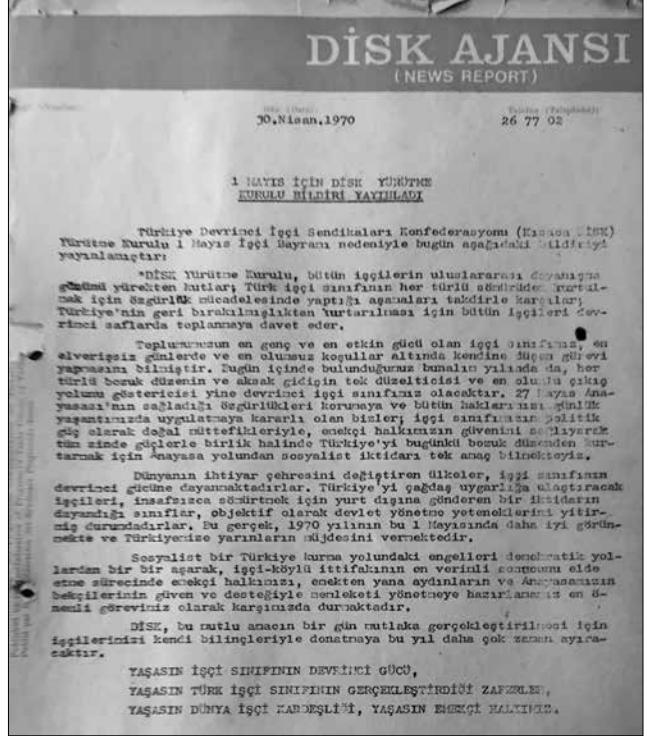 DİSK AJANSI
(NEWS REPORT)
30.Nisan.1970
26 77 02
1 MAYIS İÇİN DİSK YÜRÜTME
KURULU BİLDİRİ YAYINLADI
Türkiye Devrimci İşçi Sendikaları Konfederasyonu (Kısaca DİSK)
Yürütme Kurulu 1 Mayıs İşçi Bayramı nedeniyle bugün aşağıdaki bildiriyi
yayınlamıştır:
"DİSK Yürütme Kurulu, bütün işçilerin uluslararası dayanışma
gününü yürekten kutlar; Türk işçi sınıfının her türlü sömürüden kurtul-
mak için özgürlük mücadelesinde yaptığı aşamaları takdirle karşılar;
Türkiye'nin geri bırakılmışlıktan kurtarılması için bütün işçileri dev-
rimci saflarda toplanmaya davet eder.
Toplumumuzun en genç ve en etkin gücü olan işçi sınıfımız, en
elverişsiz günlerde ve en olumsuz koşullar altında kendine düşen görevi
yapmasını bilmiştir. Bugün içinde bulunduğumuz bunalım yılında da, her
türlü bozuk düzenin ve aksak gidişin tek düzelticisi ve en olumlu çıkış
yolunu göstericisi yine devrimci işçi sınıfımız olacaktır. 27 Mayıs Ana-
yasası'nın sağladığı özgürlükleri korumaya ve bütün haklarımızı günlük
yaşantımızda uygulatmaya kararlı olan bizler; işçi sınıfımızın politik
güç olarak doğal müttefikleriyle, emekçi halkımızın güvenini sağlıyarak
tüm zinde güçlerle birlik halinde Türkiye'yi bugünkü bozuk düzenden kur-
tarmak için Anayasa yolundan sosyalist iktidarı tek amaç bilmekteyiz.
Dünyanın ihtiyar çehresini değiştiren ülkeler, işçi sınıfının
devrimci gücüne dayanmaktadırlar. Türkiye'yi çağdaş uygarlığa ulaştıracak
işçileri, insafsızca sömürtmek için yurt dışına gönderen bir iktidarın
dayandığı sınıflar, objektif olarak devlet yönetme yeteneklerini yitir-
miş durumdadırlar. Bu gerçek, 1970 yılının bu 1 Mayısında daha iyi görün-
mekte ve Türkiyemize yarınların müjdesini vermektedir.
Sosyalist bir Türkiye kurma yolundaki engelleri demokratik yol-
lardan bir bir aşarak, işçi-köylü ittifakının en verimli sonucunu elde
etme sürecinde emekçi halkımızı, emekten yana aydınların ve Anayasamızın
bekçilerinin güven ve desteğiyle memleketi yönetmeye hazırlamamız en ö-
nemli görevimiz olarak karşımızda durmaktadır.
DİSK, bu mutlu amacın bir gün mutlaka gerçekleştirilmesi için
işçilerimizi kendi bilinçleriyle donatmaya bu yıl daha çok zaman ayıra-
caktır.
YAŞASIN İŞÇİ SINIFININ DEVRİMCİ GÜCÜ,
YAŞASIN TÜRK İŞÇİ SINIFININ GERÇEKLEŞTİRDİĞİ ZAFERLER,
YAŞASIN DÜNYA İŞÇİ KARDEŞLİĞİ, YAŞASIN EMEKÇİ HALKIMIZ.